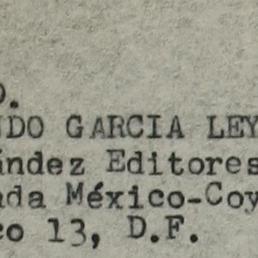 O.
NDO GARCIA LEY
ández Editores
ada México-Coy
co 13, D.F.